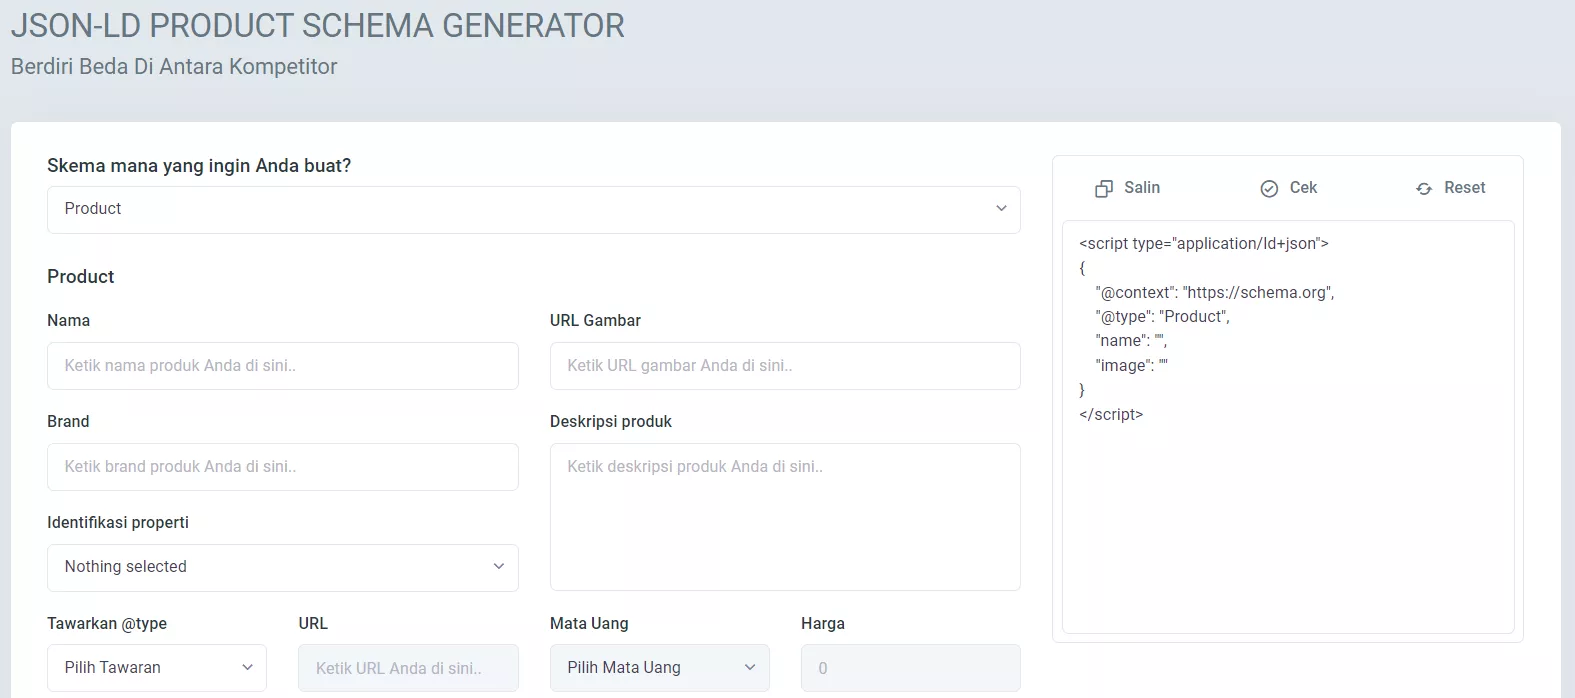 JSON-LD PRODUCT SCHEMA GENERATOR
Berdiri Beda Di Antara Kompetitor
Skema mana yang ingin Anda buat?
Product
Product
Nama
URL Gambar
Ketik nama produk Anda di sini..
Ketik URL gambar Anda di sini..
Brand
Deskripsi produk
Ketik brand produk Anda di sini..
Ketik deskripsi produk Anda di sini..
Identifikasi properti
Nothing selected
Tawarkan @type
URL
Mata Uang
Harga
Pilih Tawaran
Ketik URL Anda di sini..
Pilih Mata Uang
0
Salin
Cek
Reset
<script type="application/ld+json">
{
"@context": "https://schema.org",
"@type": "Product",
"name": "",
"image": ""
}
</script>